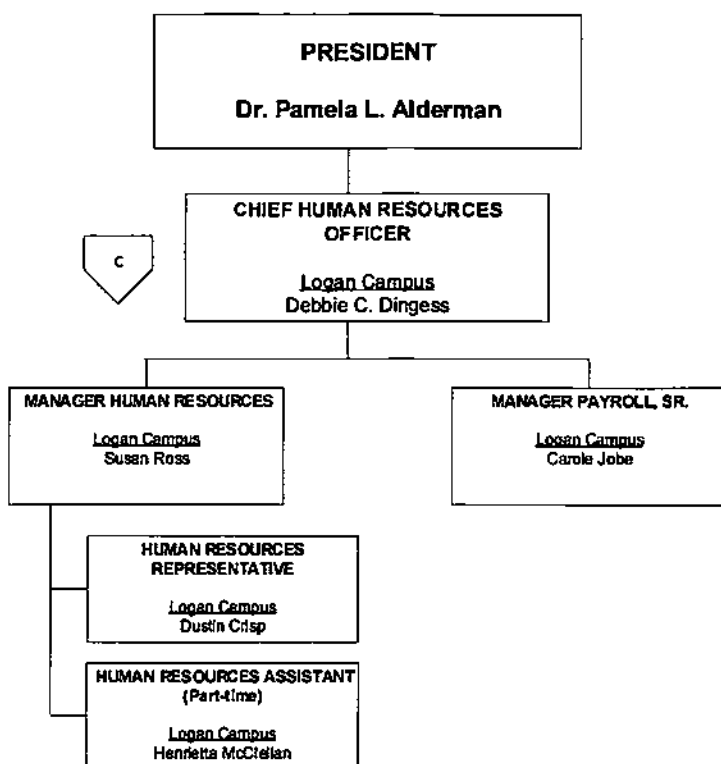 PRESIDENT
Dr. Pamela L. Alderman
CHIEF HUMAN RESOURCES
OFFICER
Logan Campus
Debbie C. Dingess
C
MANAGER HUMAN RESOURCES
Logan Campus
Susan Ross
MANAGER PAYROLL, SR.
Logan Campus
Carole Jobe
HUMAN RESOURCES
REPRESENTATIVE
Logan Campus
Dustin Crisp
HUMAN RESOURCES ASSISTANT
(Part-time)
Logan Campus
Henrietta McClellan